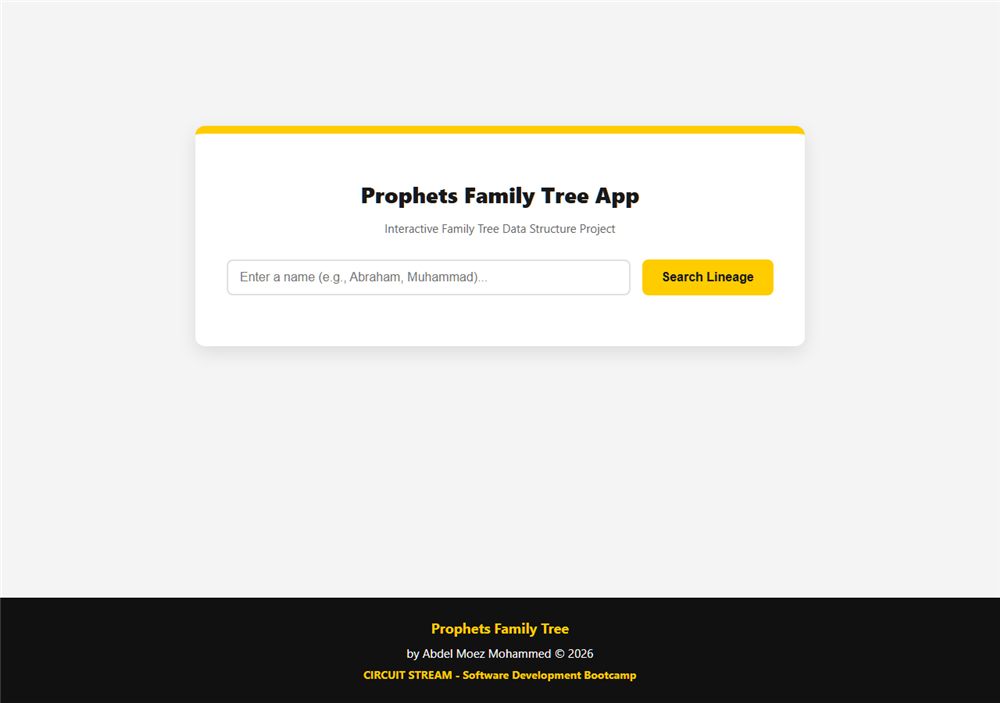 Prophets Family Tree App
Interactive Family Tree Data Structure Project
Enter a name (e.g., Abraham, Muhammad)...
Search Lineage
Prophets Family Tree
by Abdel Moez Mohammed © 2026
CIRCUIT STREAM - Software Development Bootcamp